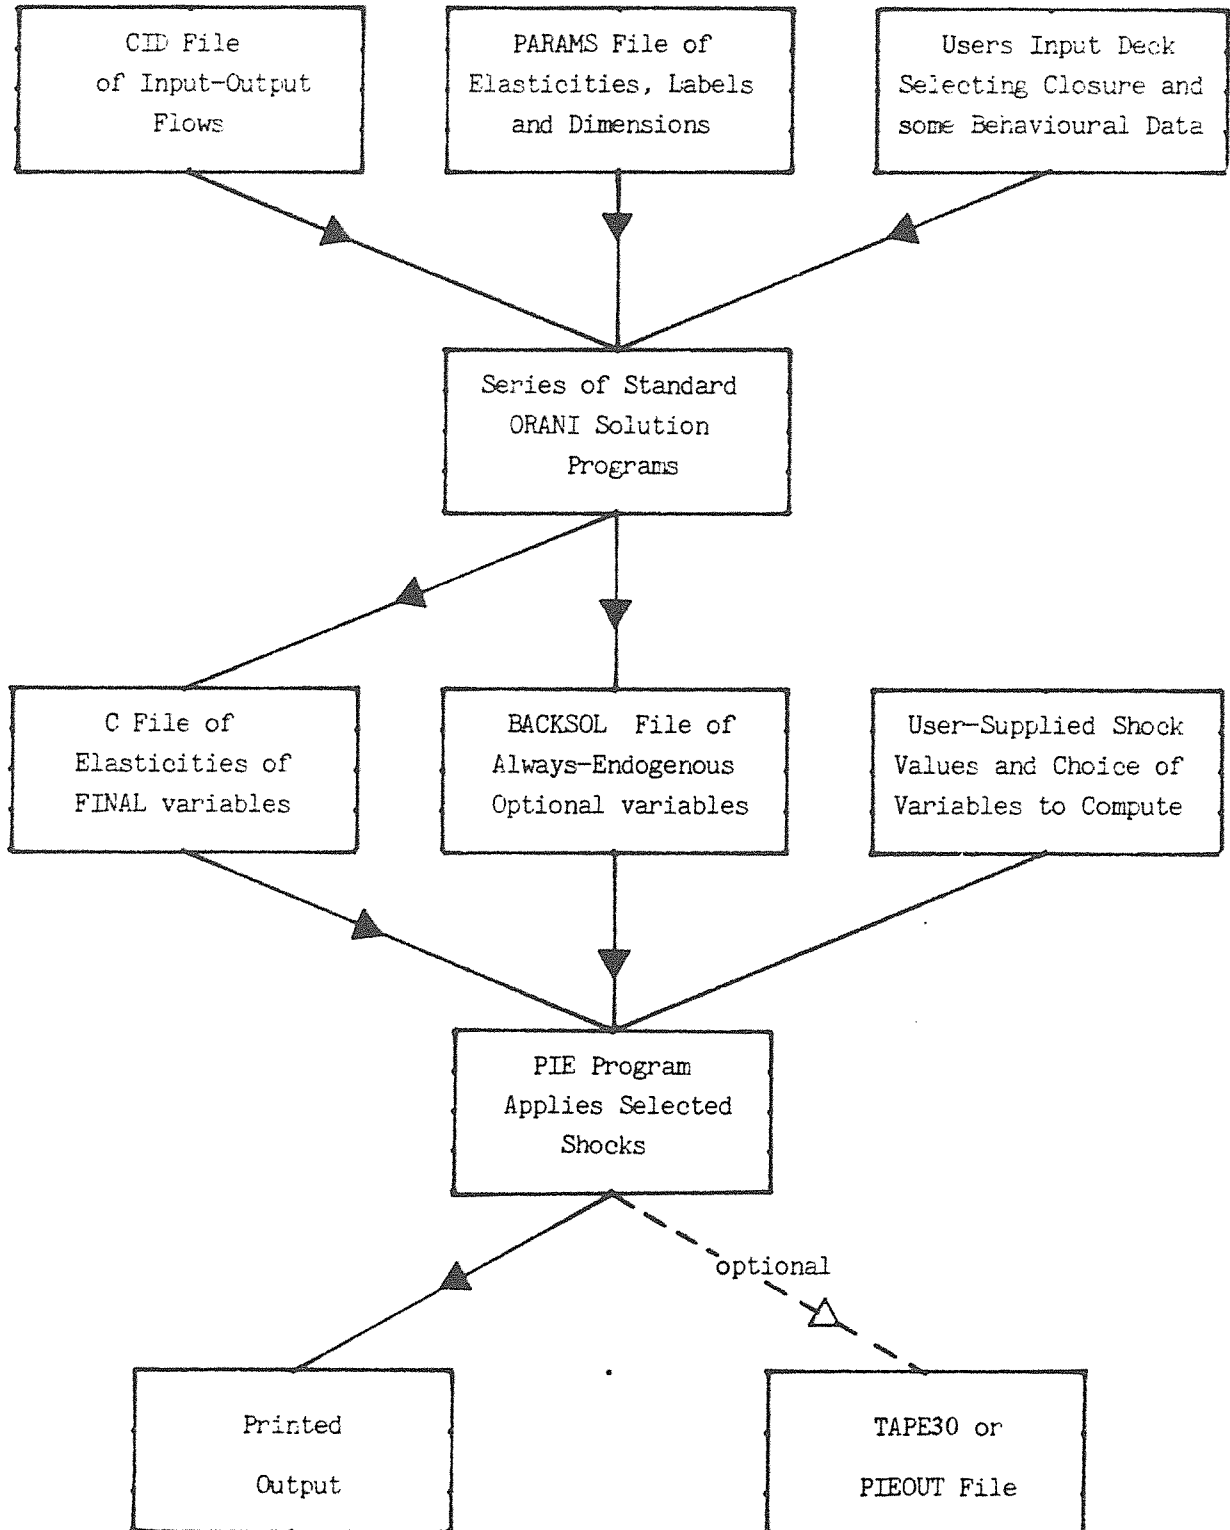 CID File
of Input-Output
Flows
PARAMS File of
Elasticities, Labels
and Dimensions
Users Input Deck
Selecting Closure and
some Behavioural Data
Series of Standard
ORANI Solution
Programs
C File of
Elasticities of
FINAL variables
BACKSOL File of
Always-Endogenous
Optional variables
User-Supplied Shock
Values and Choice of
Variables to Compute
PIE Program
Applies Selected
Shocks
optional
Printed
Output
TAPE30 or
PIEOUT File